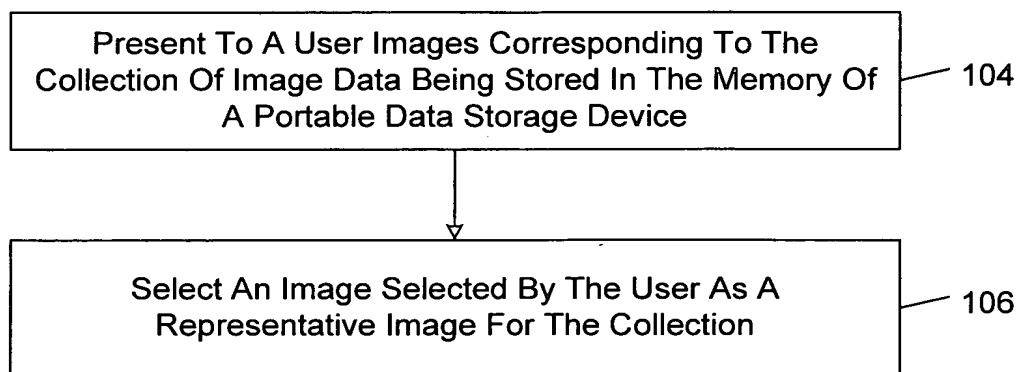 Present To A User Images Corresponding To The
Collection Of Image Data Being Stored In The Memory Of
A Portable Data Storage Device
104
Select An Image Selected By The User As A
Representative Image For The Collection
106